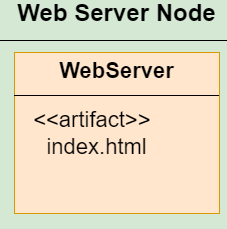 Web Server Node
WebServer
<<artifact>>
index.html